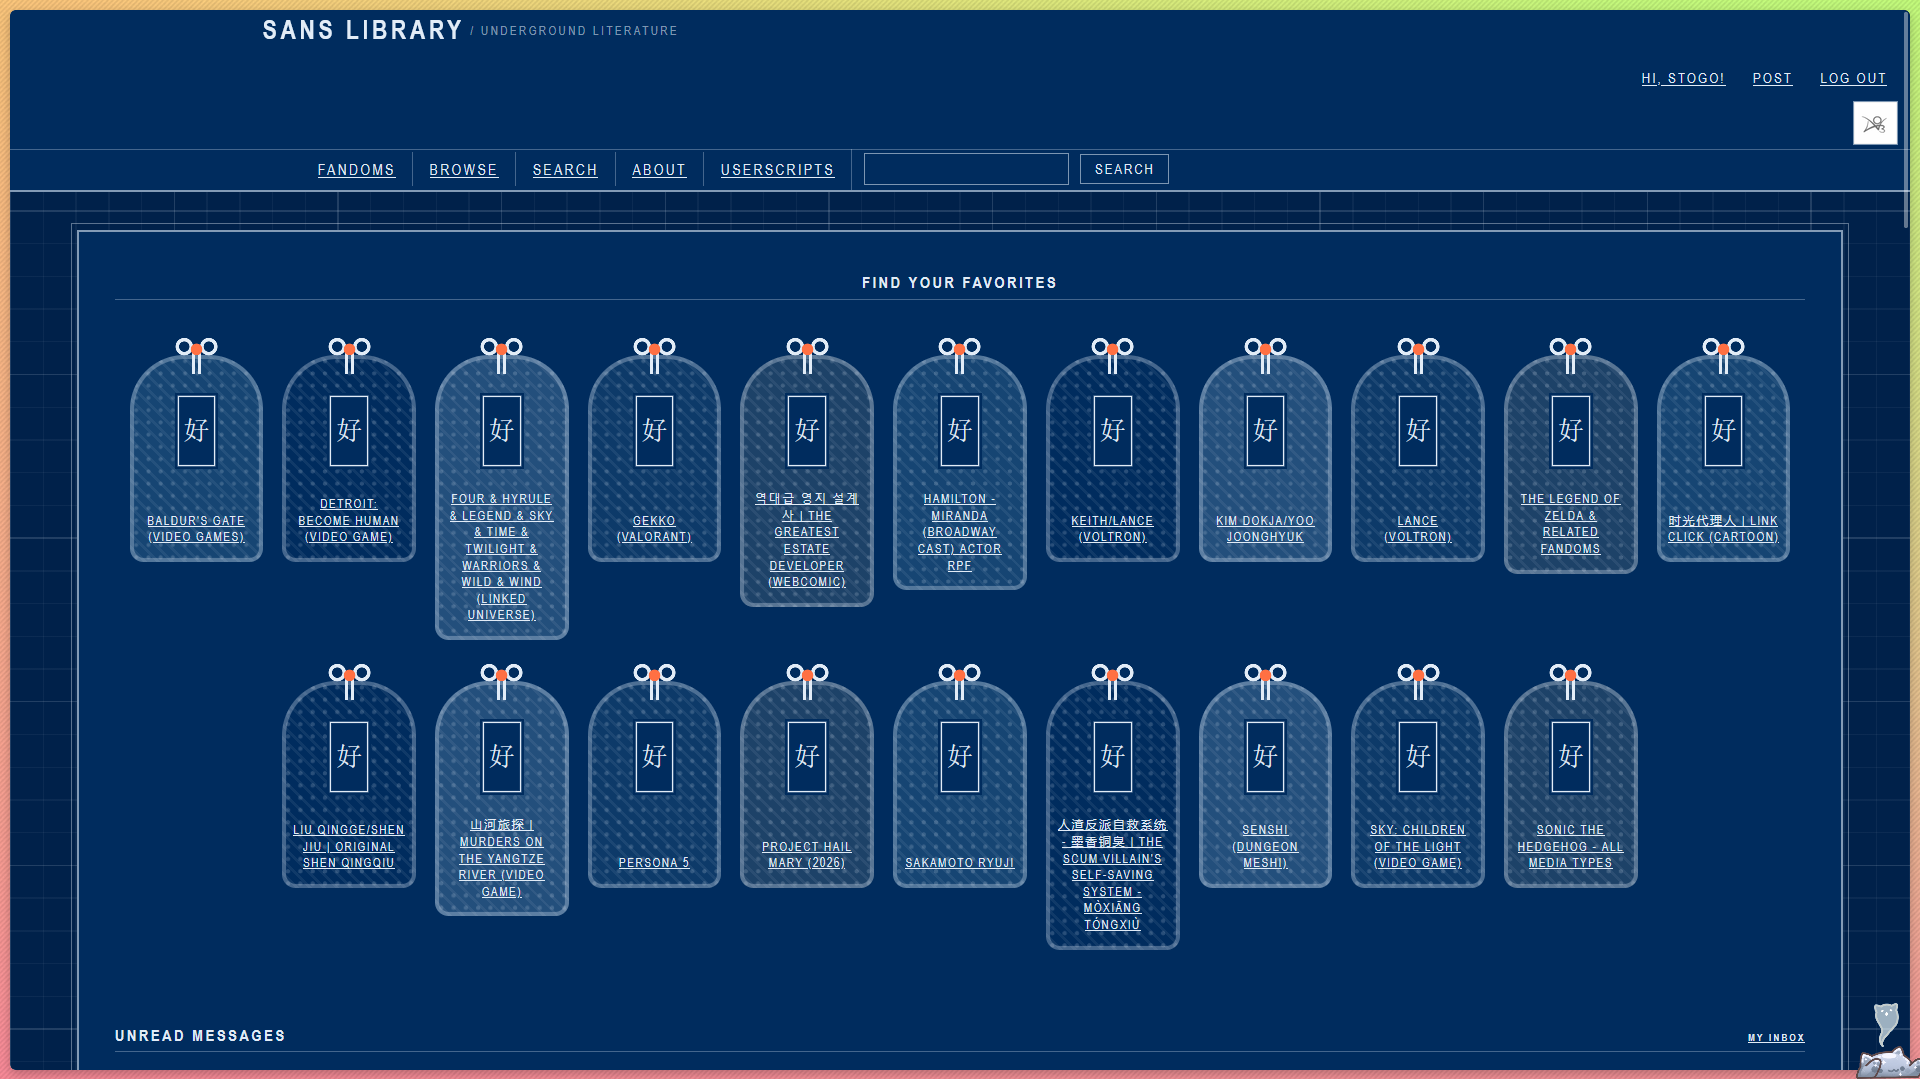 SANS LIBRARY / UNDERGROUND LITERATURE
HI, STOGO! POST LOG OUT
FANDOMS BROWSE SEARCH ABOUT USERSCRIPTS SEARCH
FIND YOUR FAVORITES
好
BALDUR'S GATE
(VIDEO GAMES)
好
DETROIT:
BECOME HUMAN
(VIDEO GAME)
好
FOUR & HYRULE
& LEGEND & SKY
& TIME &
TWILIGHT &
WARRIORS &
WILD & WIND
(LINKED
UNIVERSE)
好
GEKKO
(VALORANT)
好
역대급 영지 설계
사 | THE
GREATEST
ESTATE
DEVELOPER
(WEBCOMIC)
好
HAMILTON -
MIRANDA
(BROADWAY
CAST) ACTOR
RPF
好
KEITH/LANCE
(VOLTRON)
好
KIM DOKJA/YOO
JOONGHYUK
好
LANCE
(VOLTRON)
好
THE LEGEND OF
ZELDA &
RELATED
FANDOMS
好
时光代理人 | LINK
CLICK (CARTOON)
好
LIU QINGGE/SHEN
JIU | ORIGINAL
SHEN QINGQIU
好
山河旅探 |
MURDERS ON
THE YANGTZE
RIVER (VIDEO
GAME)
好
PERSONA 5
好
PROJECT HAIL
MARY (2026)
好
SAKAMOTO RYUJI
好
人渣反派自救系统
- 墨香铜臭 | THE
SCUM VILLAIN'S
SELF-SAVING
SYSTEM -
MÒXIĀNG
TÓNGXIÙ
好
SENSHI
(DUNGEON
MESHI)
好
SKY: CHILDREN
OF THE LIGHT
(VIDEO GAME)
好
SONIC THE
HEDGEHOG - ALL
MEDIA TYPES
UNREAD MESSAGES
MY INBOX